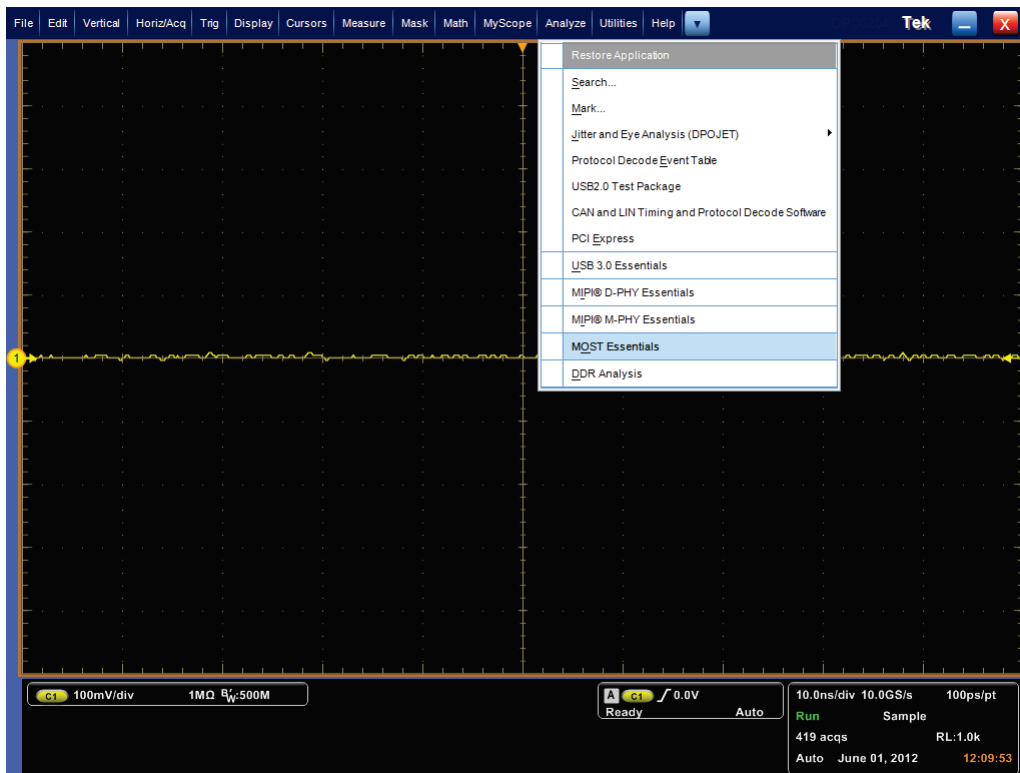 File Edit Vertical Horiz/Acq Trig Display Cursors Measure Mask Math MyScope Analyze Utilities Help Tek X
Restore Application
Search...
Mark...
Jitter and Eye Analysis (DPOJET)
Protocol Decode Event Table
USB2.0 Test Package
CAN and LIN Timing and Protocol Decode Software
PCI Express
USB 3.0 Essentials
MIPI® D-PHY Essentials
MIPI® M-PHY Essentials
MOST Essentials
DDR Analysis
1
C1 100mV/div 1MΩ BW:500M
A C1 0.0V
Ready Auto
10.0ns/div 10.0GS/s 100ps/pt
Run Sample
419 acqs RL:1.0k
Auto June 01, 2012 12:09:53